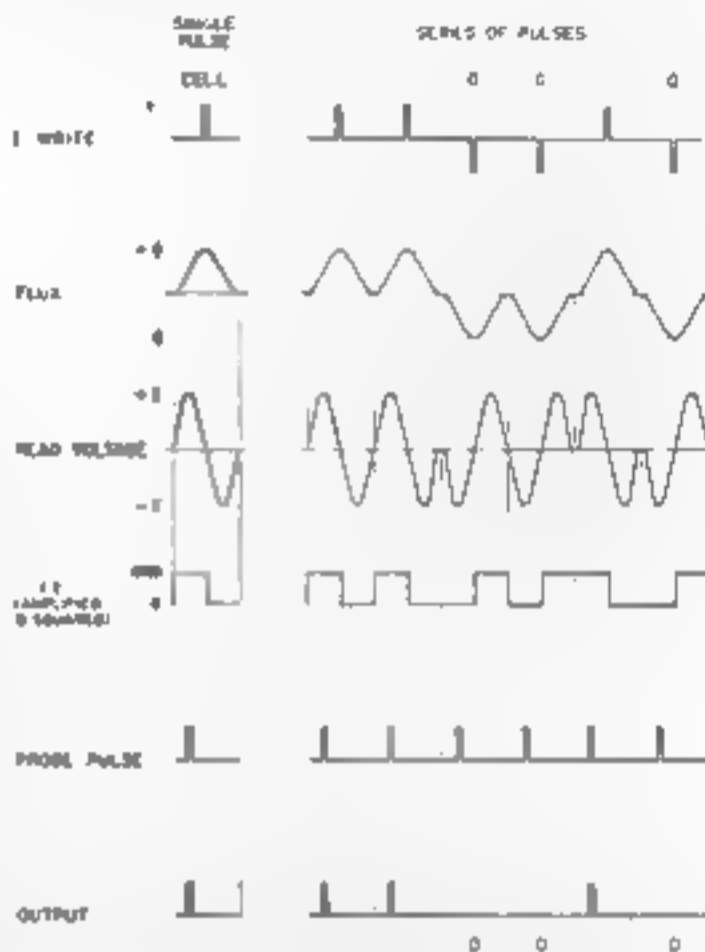 SINGLE
PULSE
SERIES OF PULSES
CELL
0 0 0
+
I WRITE
+ϕ
FLUX
ϕ
+E
READ VOLTAGE
-E
PROBE PULSE
OUTPUT
0 0 0